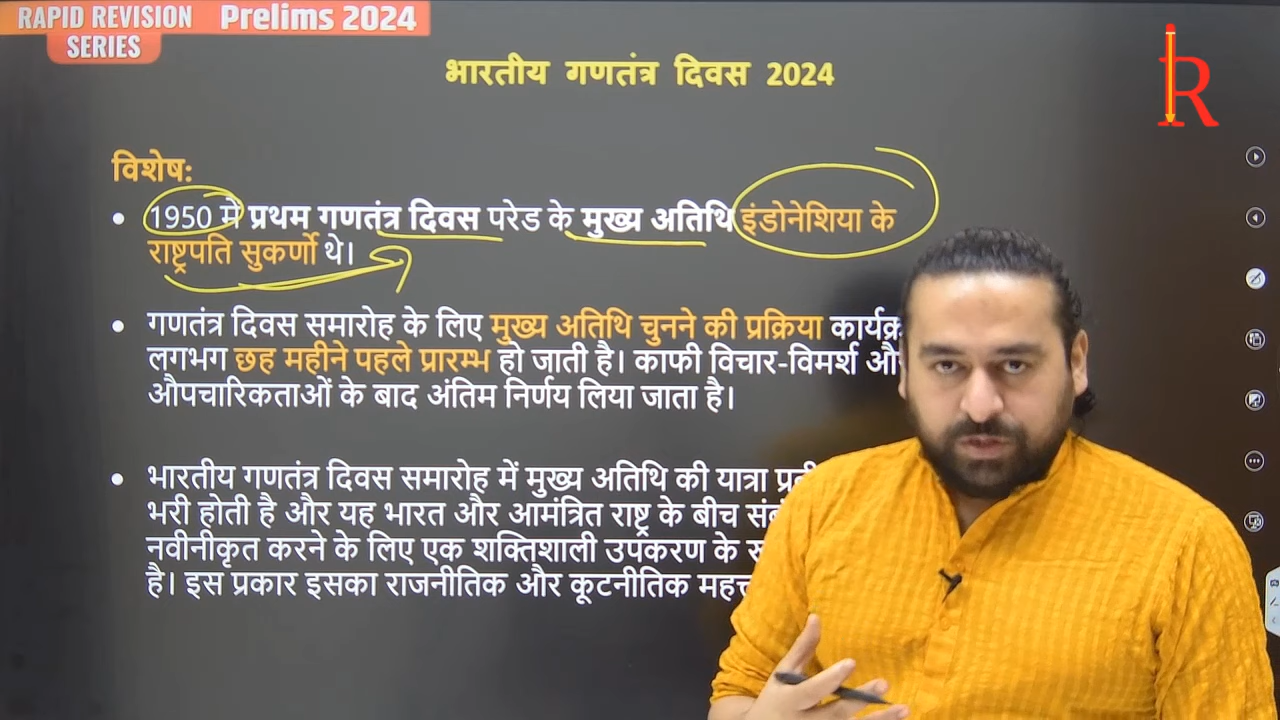 RAPID REVISION
SERIES
Prelims 2024
भारतीय गणतंत्र दिवस 2024
R
विशेष:
• 1950 में प्रथम गणतंत्र दिवस परेड के मुख्य अतिथि इंडोनेशिया के
राष्ट्रपति सुकर्णो थे।
• गणतंत्र दिवस समारोह के लिए मुख्य अतिथि चुनने की प्रक्रिया
लगभग छह महीने पहले प्रारम्भ हो जाती है। काफी विचार-विमर्श
औपचारिकताओं के बाद अंतिम निर्णय लिया जाता है।
• भारतीय गणतंत्र दिवस समारोह में मुख्य अतिथि की यात्रा
भरी होती है और यह भारत और आमंत्रित राष्ट्र के बीच
नवीनीकृत करने के लिए एक शक्तिशाली उपकरण के
है। इस प्रकार इसका राजनीतिक और कूटनीतिक